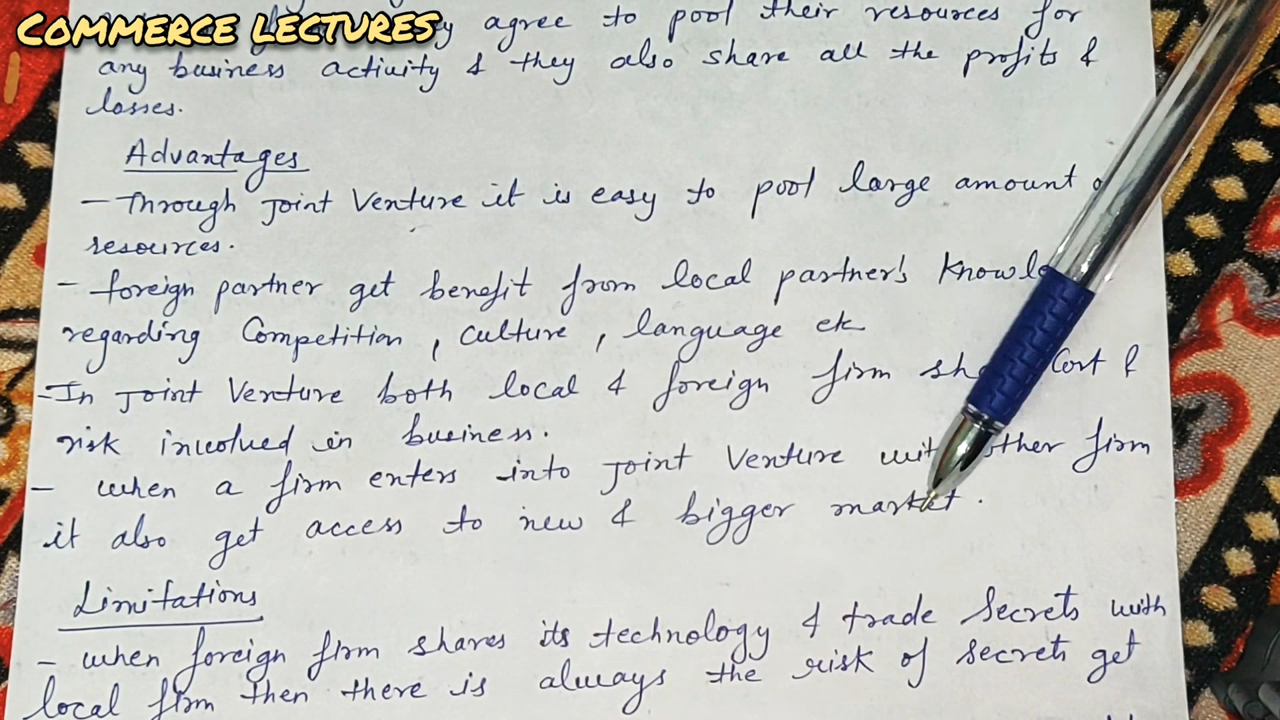 COMMERCE LECTURES
agree to pool their resources for
any business activity & they also share all the profits &
losses.
Advantages
- Through Joint Venture it is easy to pool large amount
resources.
- foreign partner get benefit from local partner's
regarding Competition, culture, language etc
- In Joint Venture both local & foreign firm Cost &
risk involved in business.
- when a firm enters into Joint Venture firm
it also get access to new & bigger market.
Limitations
- when foreign firm shares its technology & trade secrets with
local firm then there is always the risk of secrets get